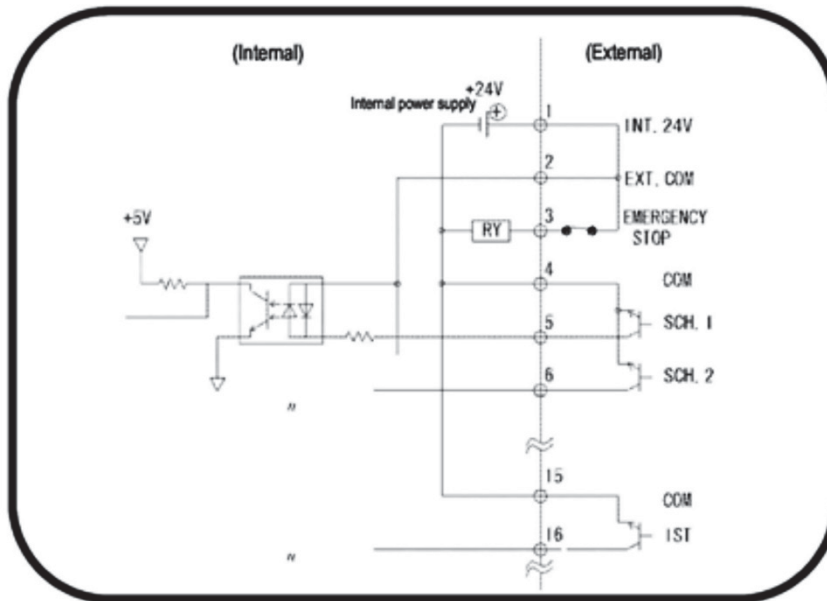 (Internal)
(External)
+24V
Internal power supply
1
INT. 24V
2
EXT. COM
+5V
3
EMERGENCY
STOP
RY
4
COM
5
SCH. 1
6
SCH. 2
〃
15
COM
16
1ST
〃